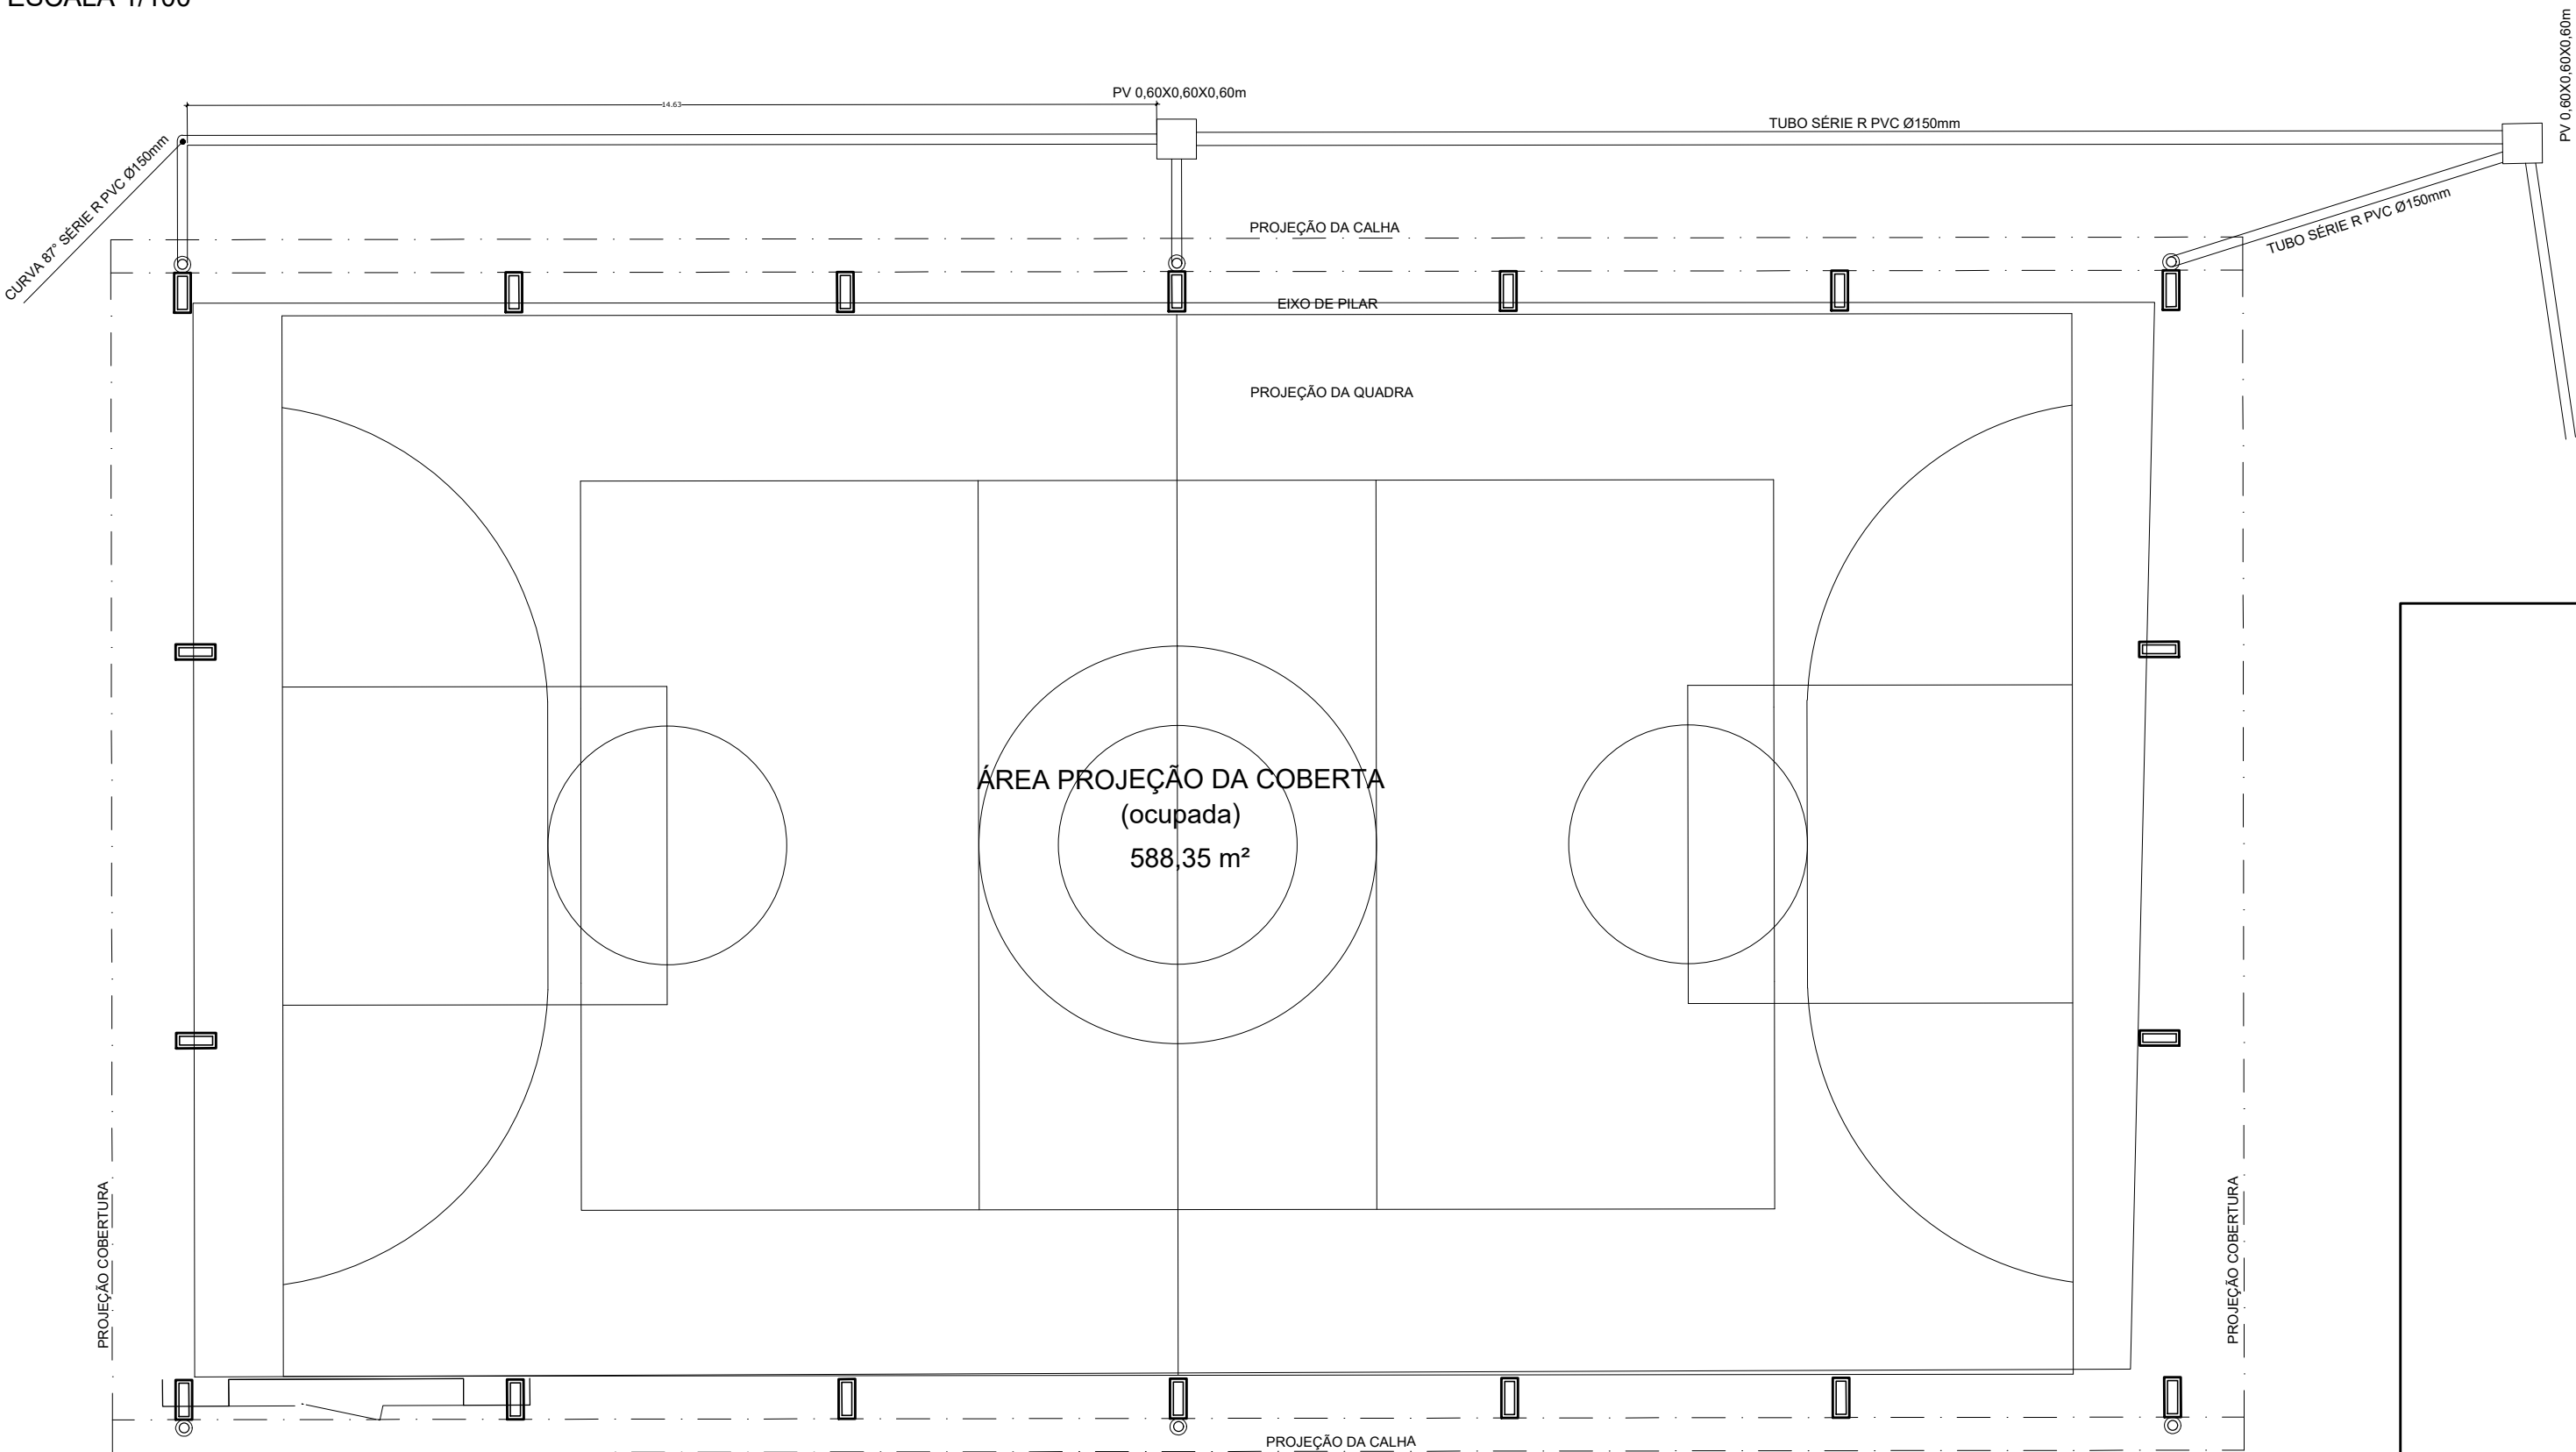 ESCALA 1/100
PV 0,60X0,60X0,60m
PV 0,60X0,60X0,60m
14.63
TUBO SÉRIE R PVC Ø150mm
CURVA 87° SÉRIE R PVC Ø150mm
TUBO SÉRIE R PVC Ø150mm
PROJEÇÃO DA CALHA
EIXO DE PILAR
PROJEÇÃO DA QUADRA
ÁREA PROJEÇÃO DA COBERTA
(ocupada)
588,35 m²
PROJEÇÃO COBERTURA
PROJEÇÃO COBERTURA
PROJEÇÃO DA CALHA